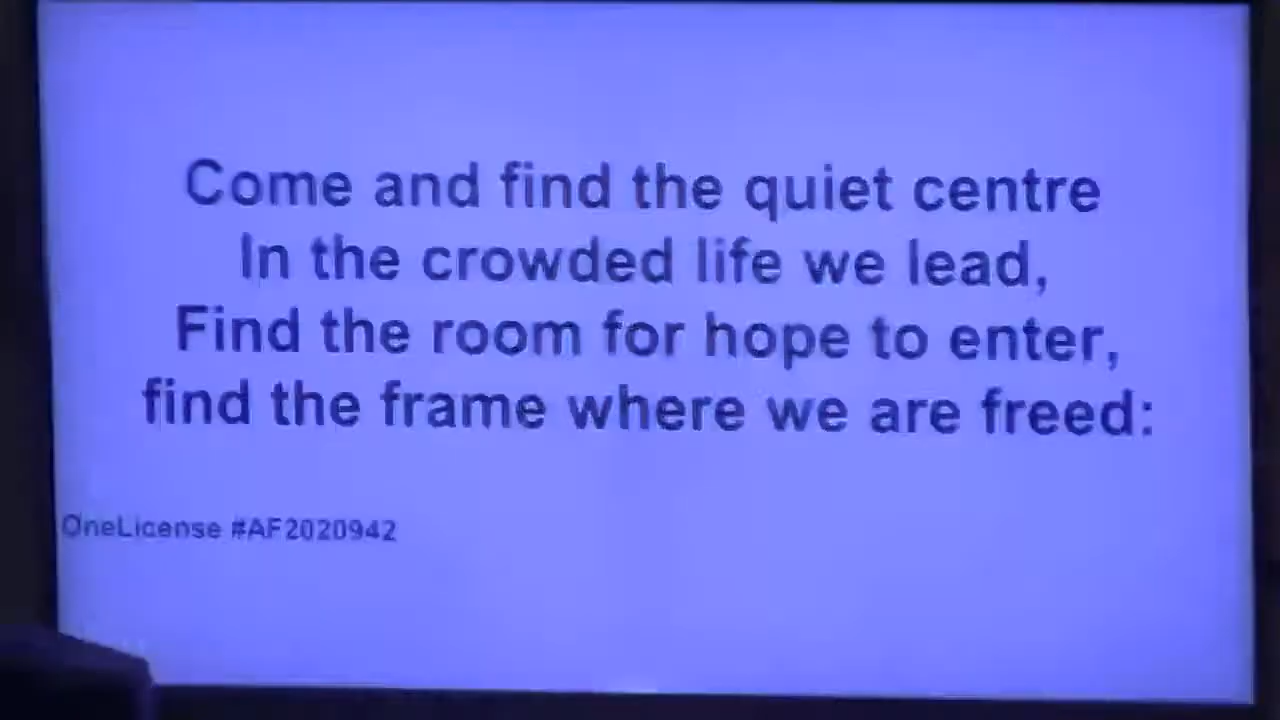 Come and find the quiet centre
In the crowded life we lead,
Find the room for hope to enter,
find the frame where we are freed:
OneLicense #AF2020942